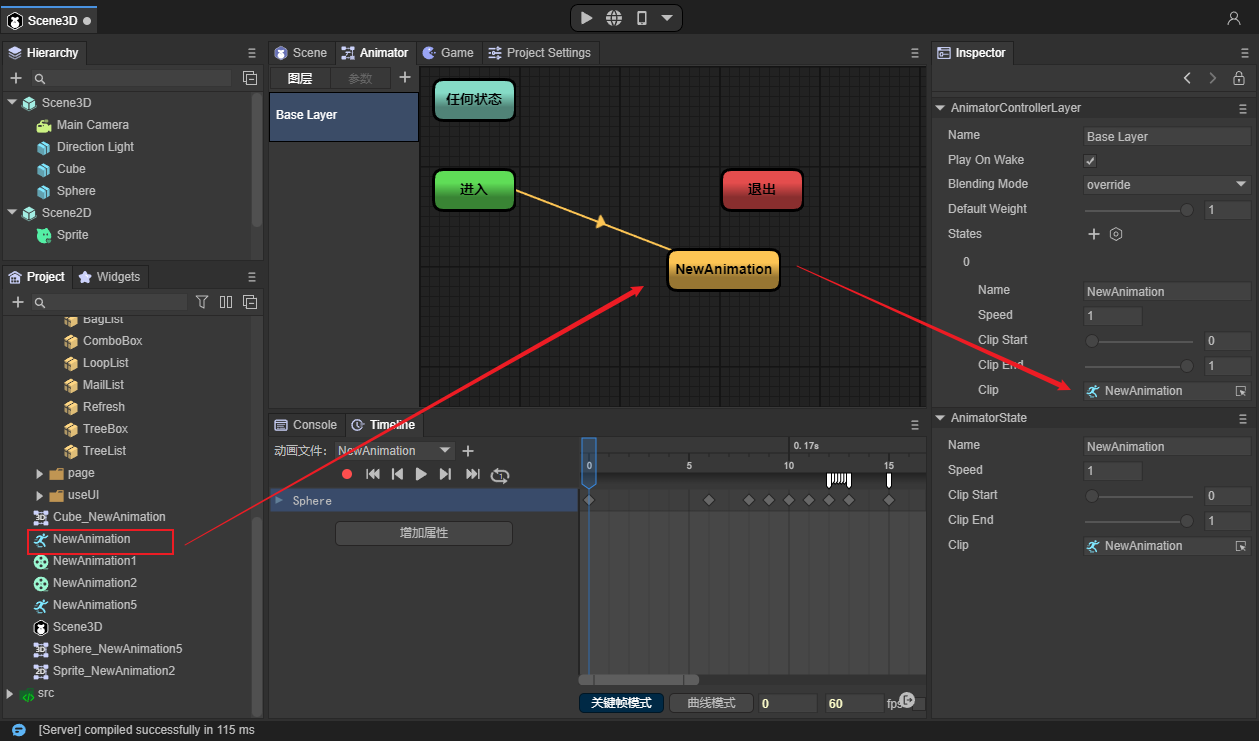 Scene3D
Hierarchy
Scene3D
Main Camera
Direction Light
Cube
Sphere
Scene2D
Sprite
Project
Widgets
BagList
ComboBox
LoopList
MailList
Refresh
TreeBox
TreeList
page
useUI
Cube_NewAnimation
NewAnimation
NewAnimation1
NewAnimation2
NewAnimation5
Scene3D
Sphere_NewAnimation5
Sprite_NewAnimation2
src
Scene
Animator
Game
Project Settings
图层
参数
Base Layer
任何状态
进入
退出
NewAnimation
Console
Timeline
动画文件:
NewAnimation
0.17s
0
5
10
15
Sphere
增加属性
关键帧模式
曲线模式
0
60
fps
Inspector
AnimatorControllerLayer
Name
Base Layer
Play On Wake
Blending Mode
override
Default Weight
1
States
0
Name
NewAnimation
Speed
1
Clip Start
0
Clip End
1
Clip
NewAnimation
AnimatorState
Name
NewAnimation
Speed
1
Clip Start
0
Clip End
1
Clip
NewAnimation
[Server] compiled successfully in 115 ms